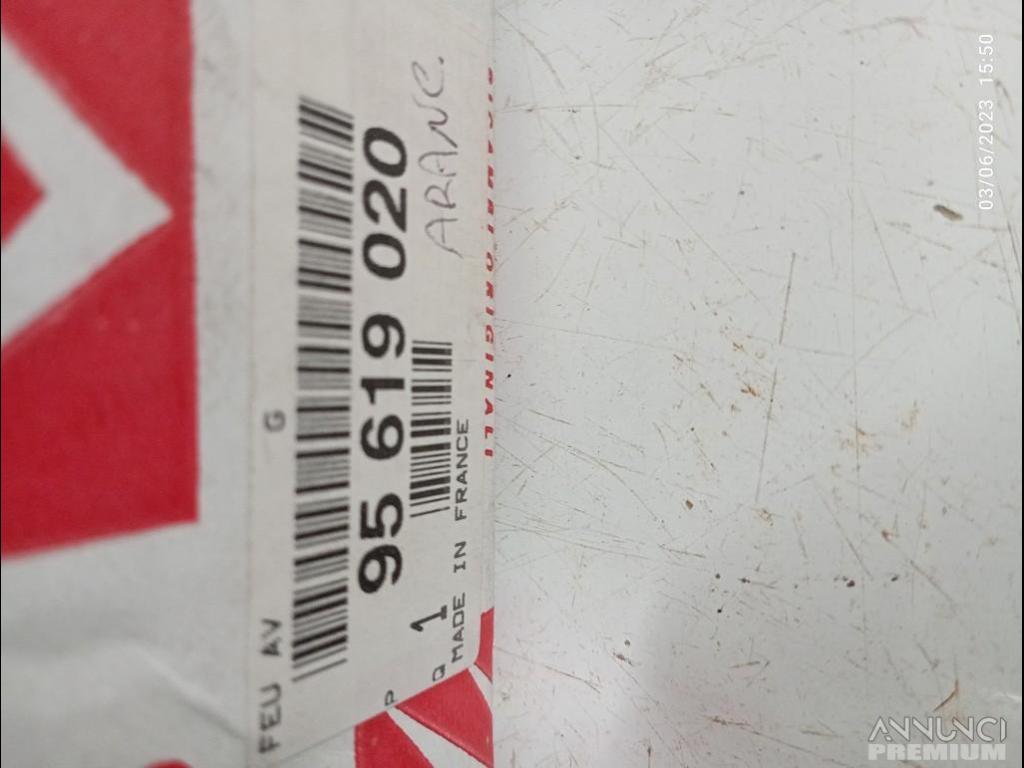 FEU AV G
P 95 619 020
ARANC.
Q 1
MADE IN FRANCE
03/06/2023 15:50
ANNUNCI
PREMIUM